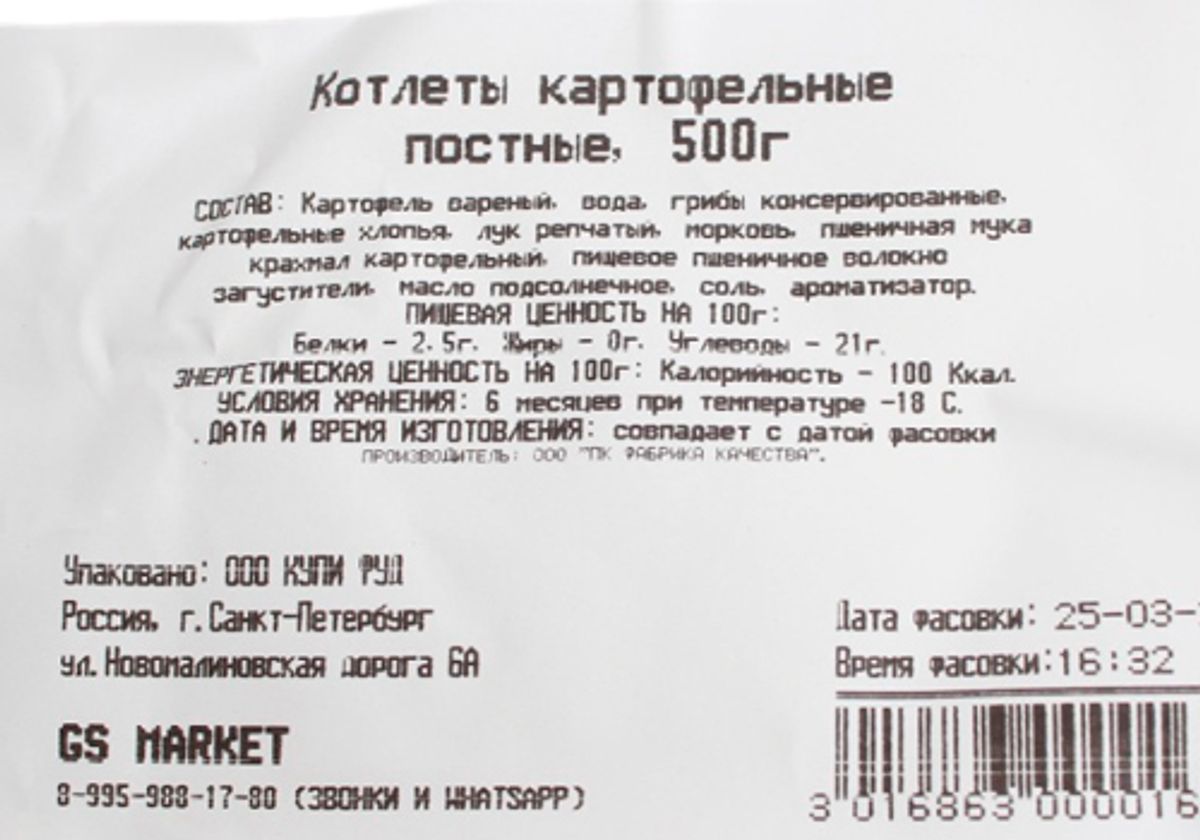 Котлеты картофельные
постные, 500г
СОСТАВ: Картофель вареный, вода, грибы консервированные,
картофельные хлопья, лук репчатый, морковь, пшеничная мука
крахмал картофельный, пищевое пшеничное волокно
загустители, масло подсолнечное, соль, ароматизатор.
ПИЩЕВАЯ ЦЕННОСТЬ НА 100г:
Белки - 2.5г. Жиры - 0г. Углеводы - 21г.
ЭНЕРГЕТИЧЕСКАЯ ЦЕННОСТЬ НА 100г: Калорийность - 100 Ккал.
УСЛОВИЯ ХРАНЕНИЯ: 6 месяцев при температуре -18 С.
.ДАТА И ВРЕМЯ ИЗГОТОВЛЕНИЯ: совпадает с датой фасовки
ПРОИЗВОДИТЕЛЬ: ООО "ПК ФАБРИКА КАЧЕСТВА".
Упаковано: ООО КУПИ ФУД
Россия, г.Санкт-Петербург
ул.Новомалиновская дорога 6А
Дата фасовки: 25-03-
Время фасовки:16:32
GS MARKET
8-995-988-17-80 (ЗВОНКИ И WHATSAPP)
3 016863 000016